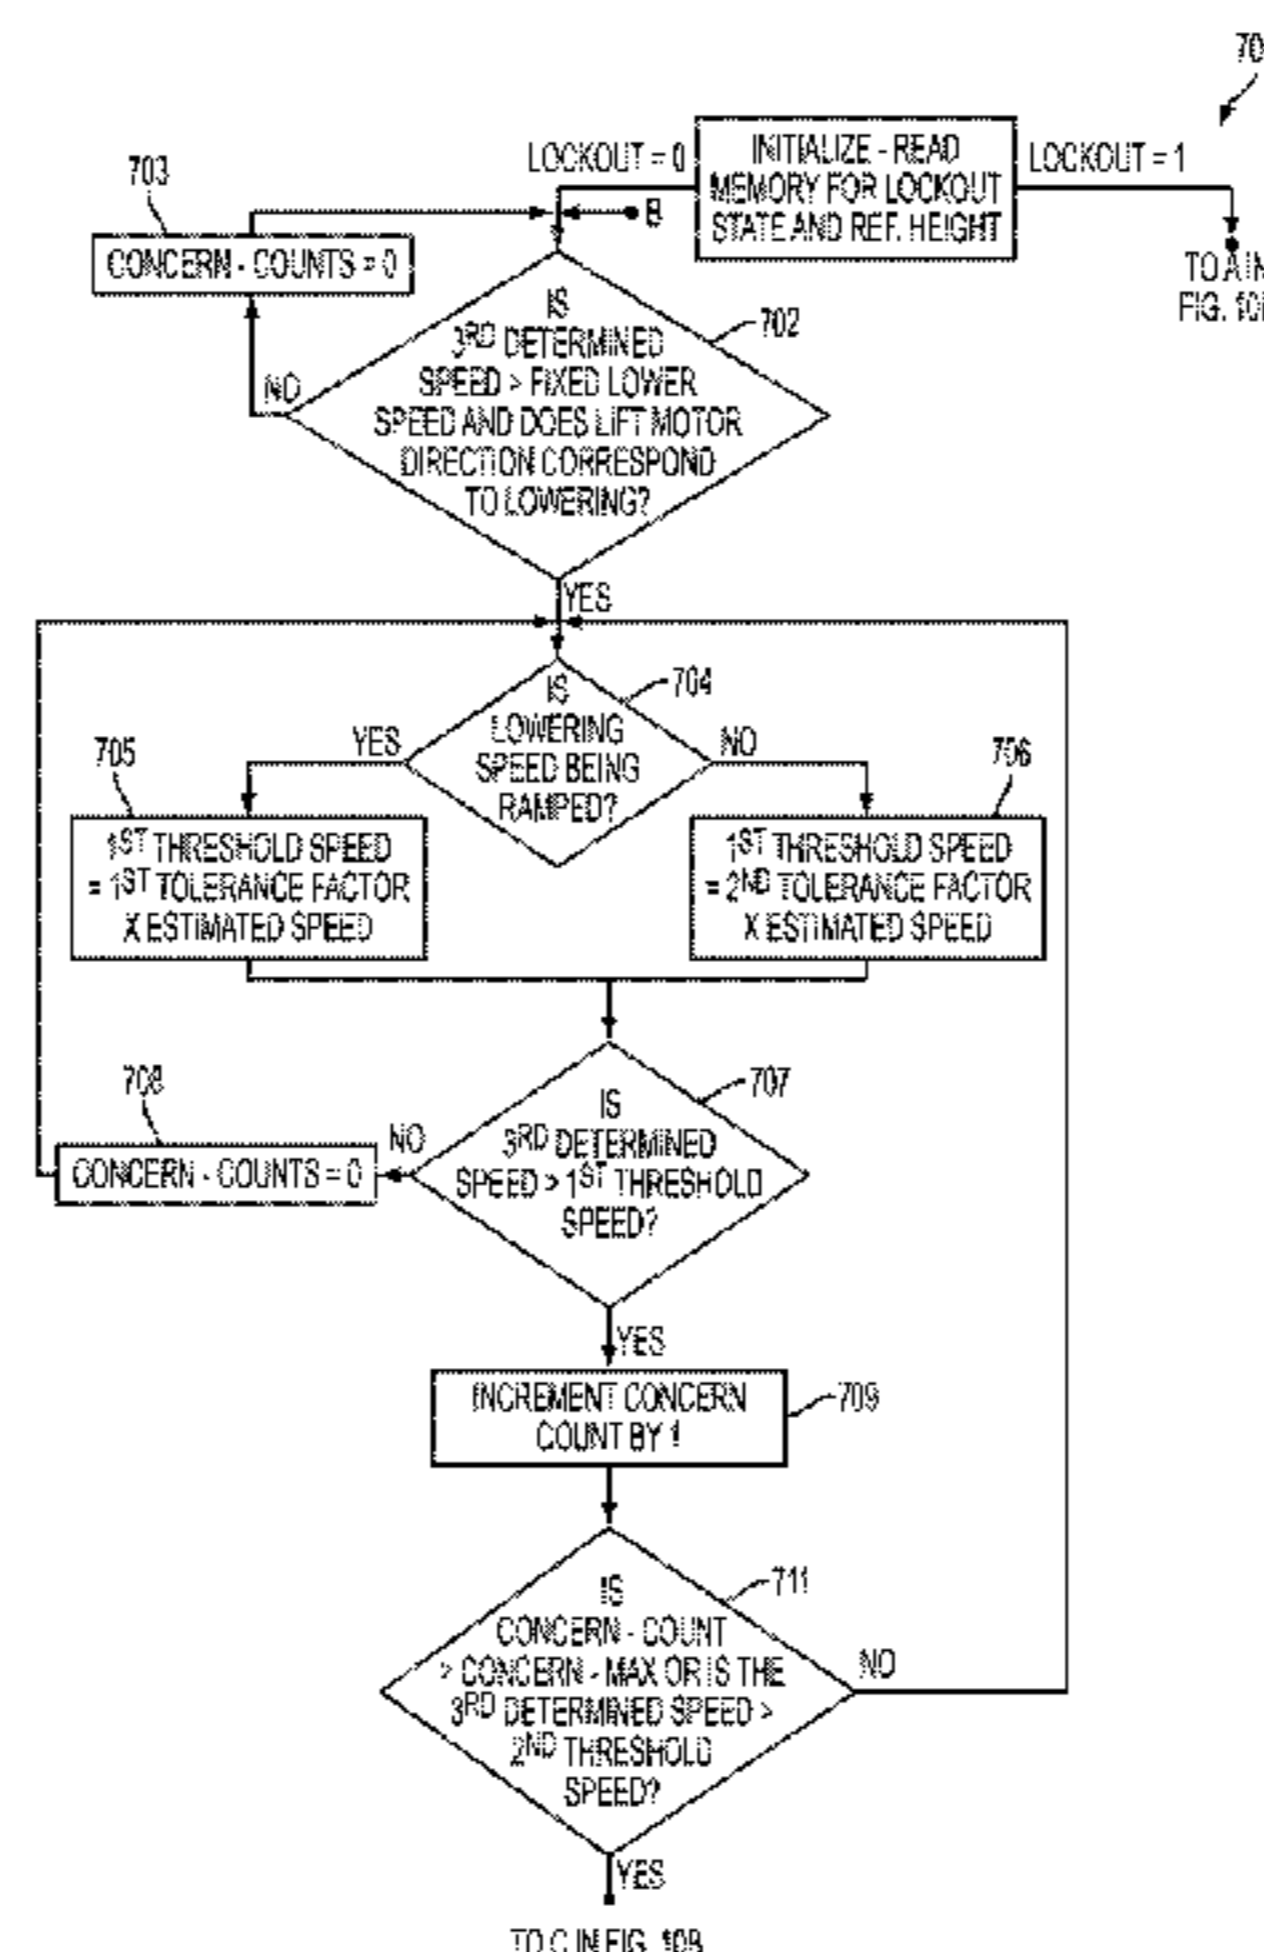 70
LOCKOUT = 0
INITIALIZE - READ
MEMORY FOR LOCKOUT
STATE AND REF. HEIGHT
LOCKOUT = 1
703
B
CONCERN - COUNTS = 0
TO A IN
FIG. 10
IS
3RD DETERMINED
SPEED > FIXED LOWER
SPEED AND DOES LIFT MOTOR
DIRECTION CORRESPOND
TO LOWERING?
702
NO
YES
IS
LOWERING
SPEED BEING
RAMPED?
704
YES
NO
705
706
1ST THRESHOLD SPEED
= 1ST TOLERANCE FACTOR
X ESTIMATED SPEED
1ST THRESHOLD SPEED
= 2ND TOLERANCE FACTOR
X ESTIMATED SPEED
708
707
IS
3RD DETERMINED
SPEED > 1ST THRESHOLD
SPEED?
NO
CONCERN - COUNTS = 0
YES
INCREMENT CONCERN
COUNT BY 1
709
IS
CONCERN - COUNT
> CONCERN - MAX OR IS THE
3RD DETERMINED SPEED >
2ND THRESHOLD
SPEED?
711
NO
YES
TO C IN FIG. 10B